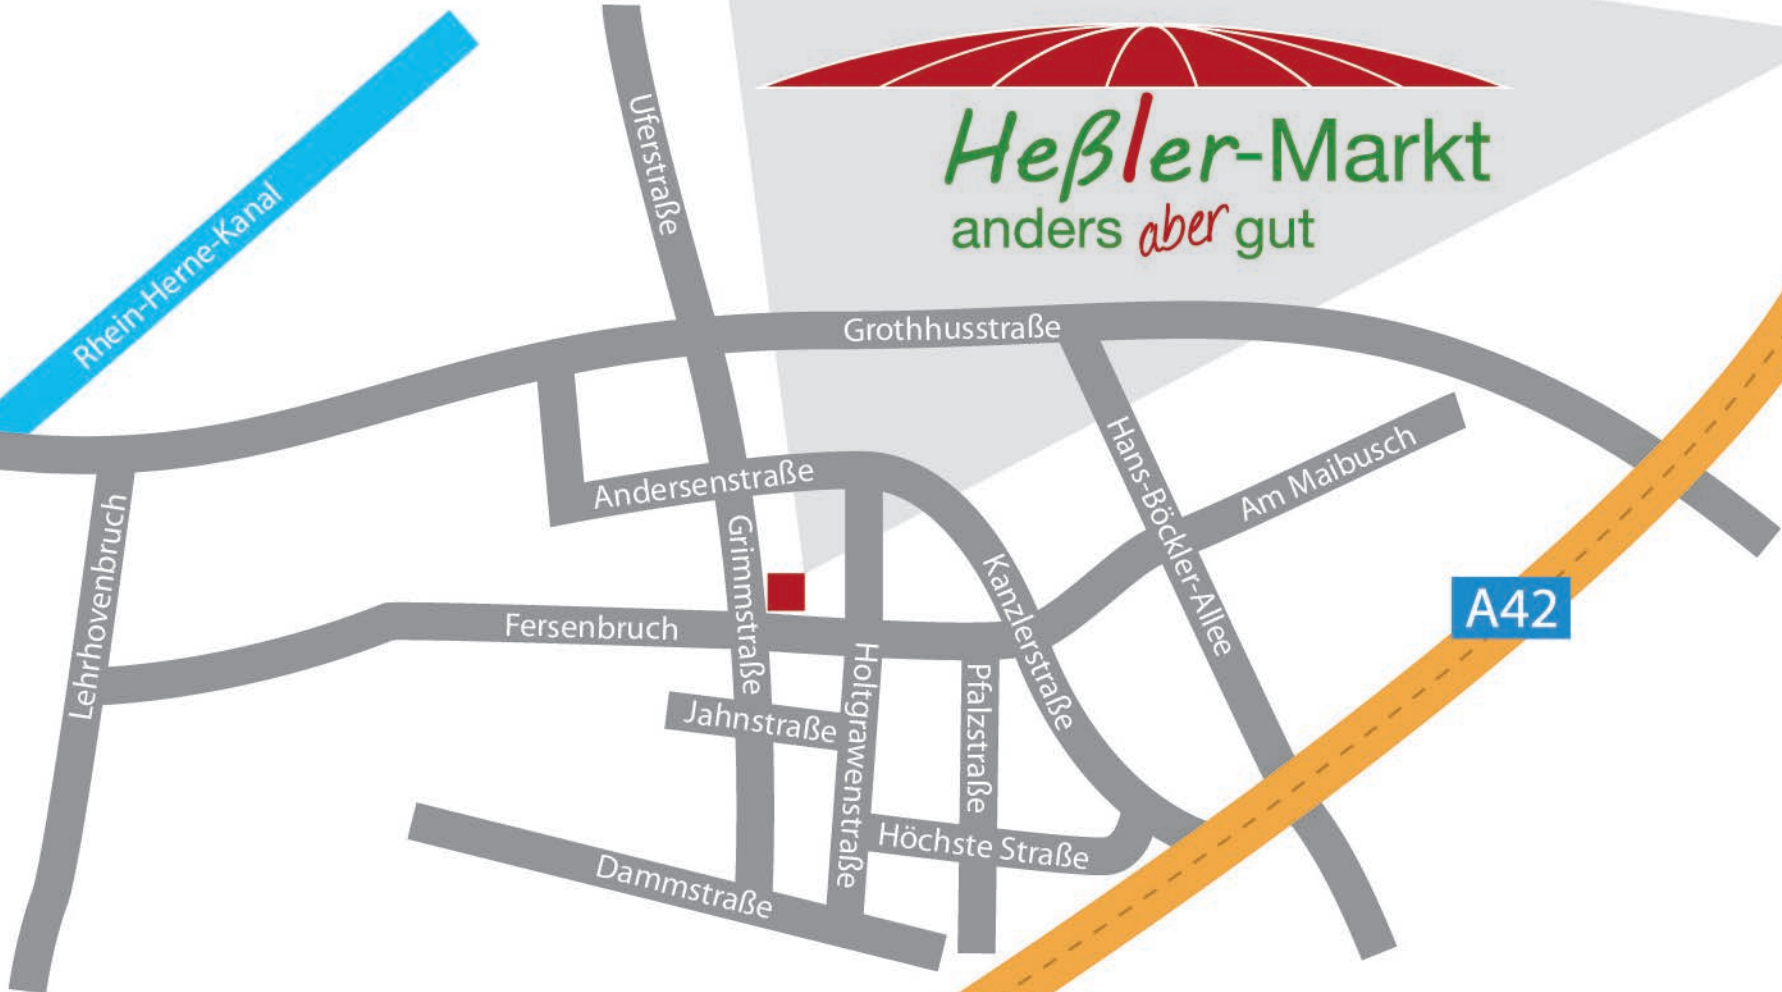 Heßler-Markt
anders aber gut
Uferstraße
Rhein-Herne-Kanal
Grothhusstraße
Hans-Böckler-Allee
Am Maibusch
Andersenstraße
Lehrhovenbruch
Grimmstraße
Kanzlerstraße
A42
Fersenbruch
Holtgrawenstraße
Pfalzstraße
Jahnstraße
Höchste Straße
Dammstraße